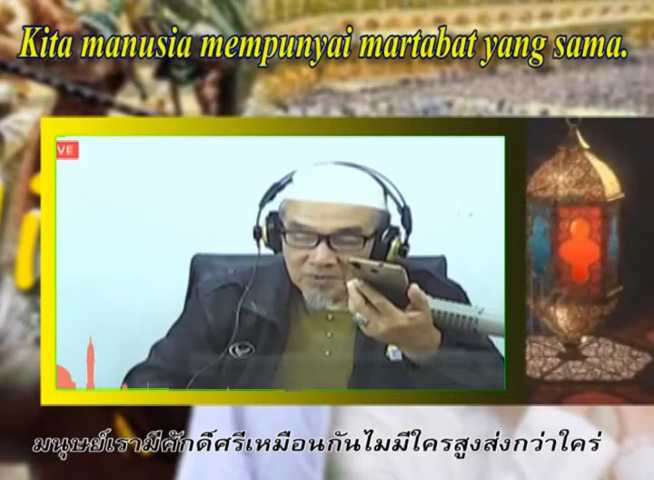 Kita manusia mempunyai martabat yang sama.
VE
มนุษย์เรามีศักดิ์ศรีเหมือนกันไมมีใครสูงส่งกว่าใคร่